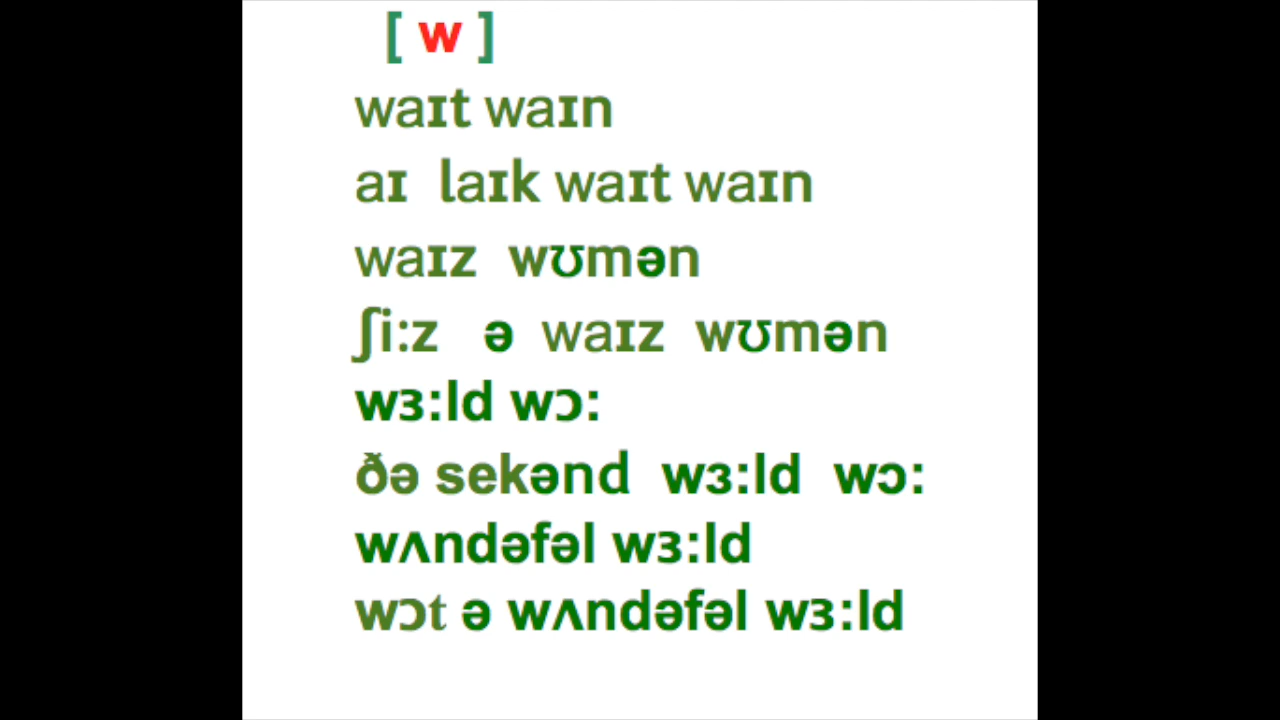 [ w ]
waɪt waɪn
aɪ laɪk waɪt waɪn
waɪz wʊmən
ʃi:z ə waɪz wʊmən
wɜ:ld wɔ:
ðə sekənd wɜ:ld wɔ:
wʌndəfəl wɜ:ld
wɔt ə wʌndəfəl wɜ:ld